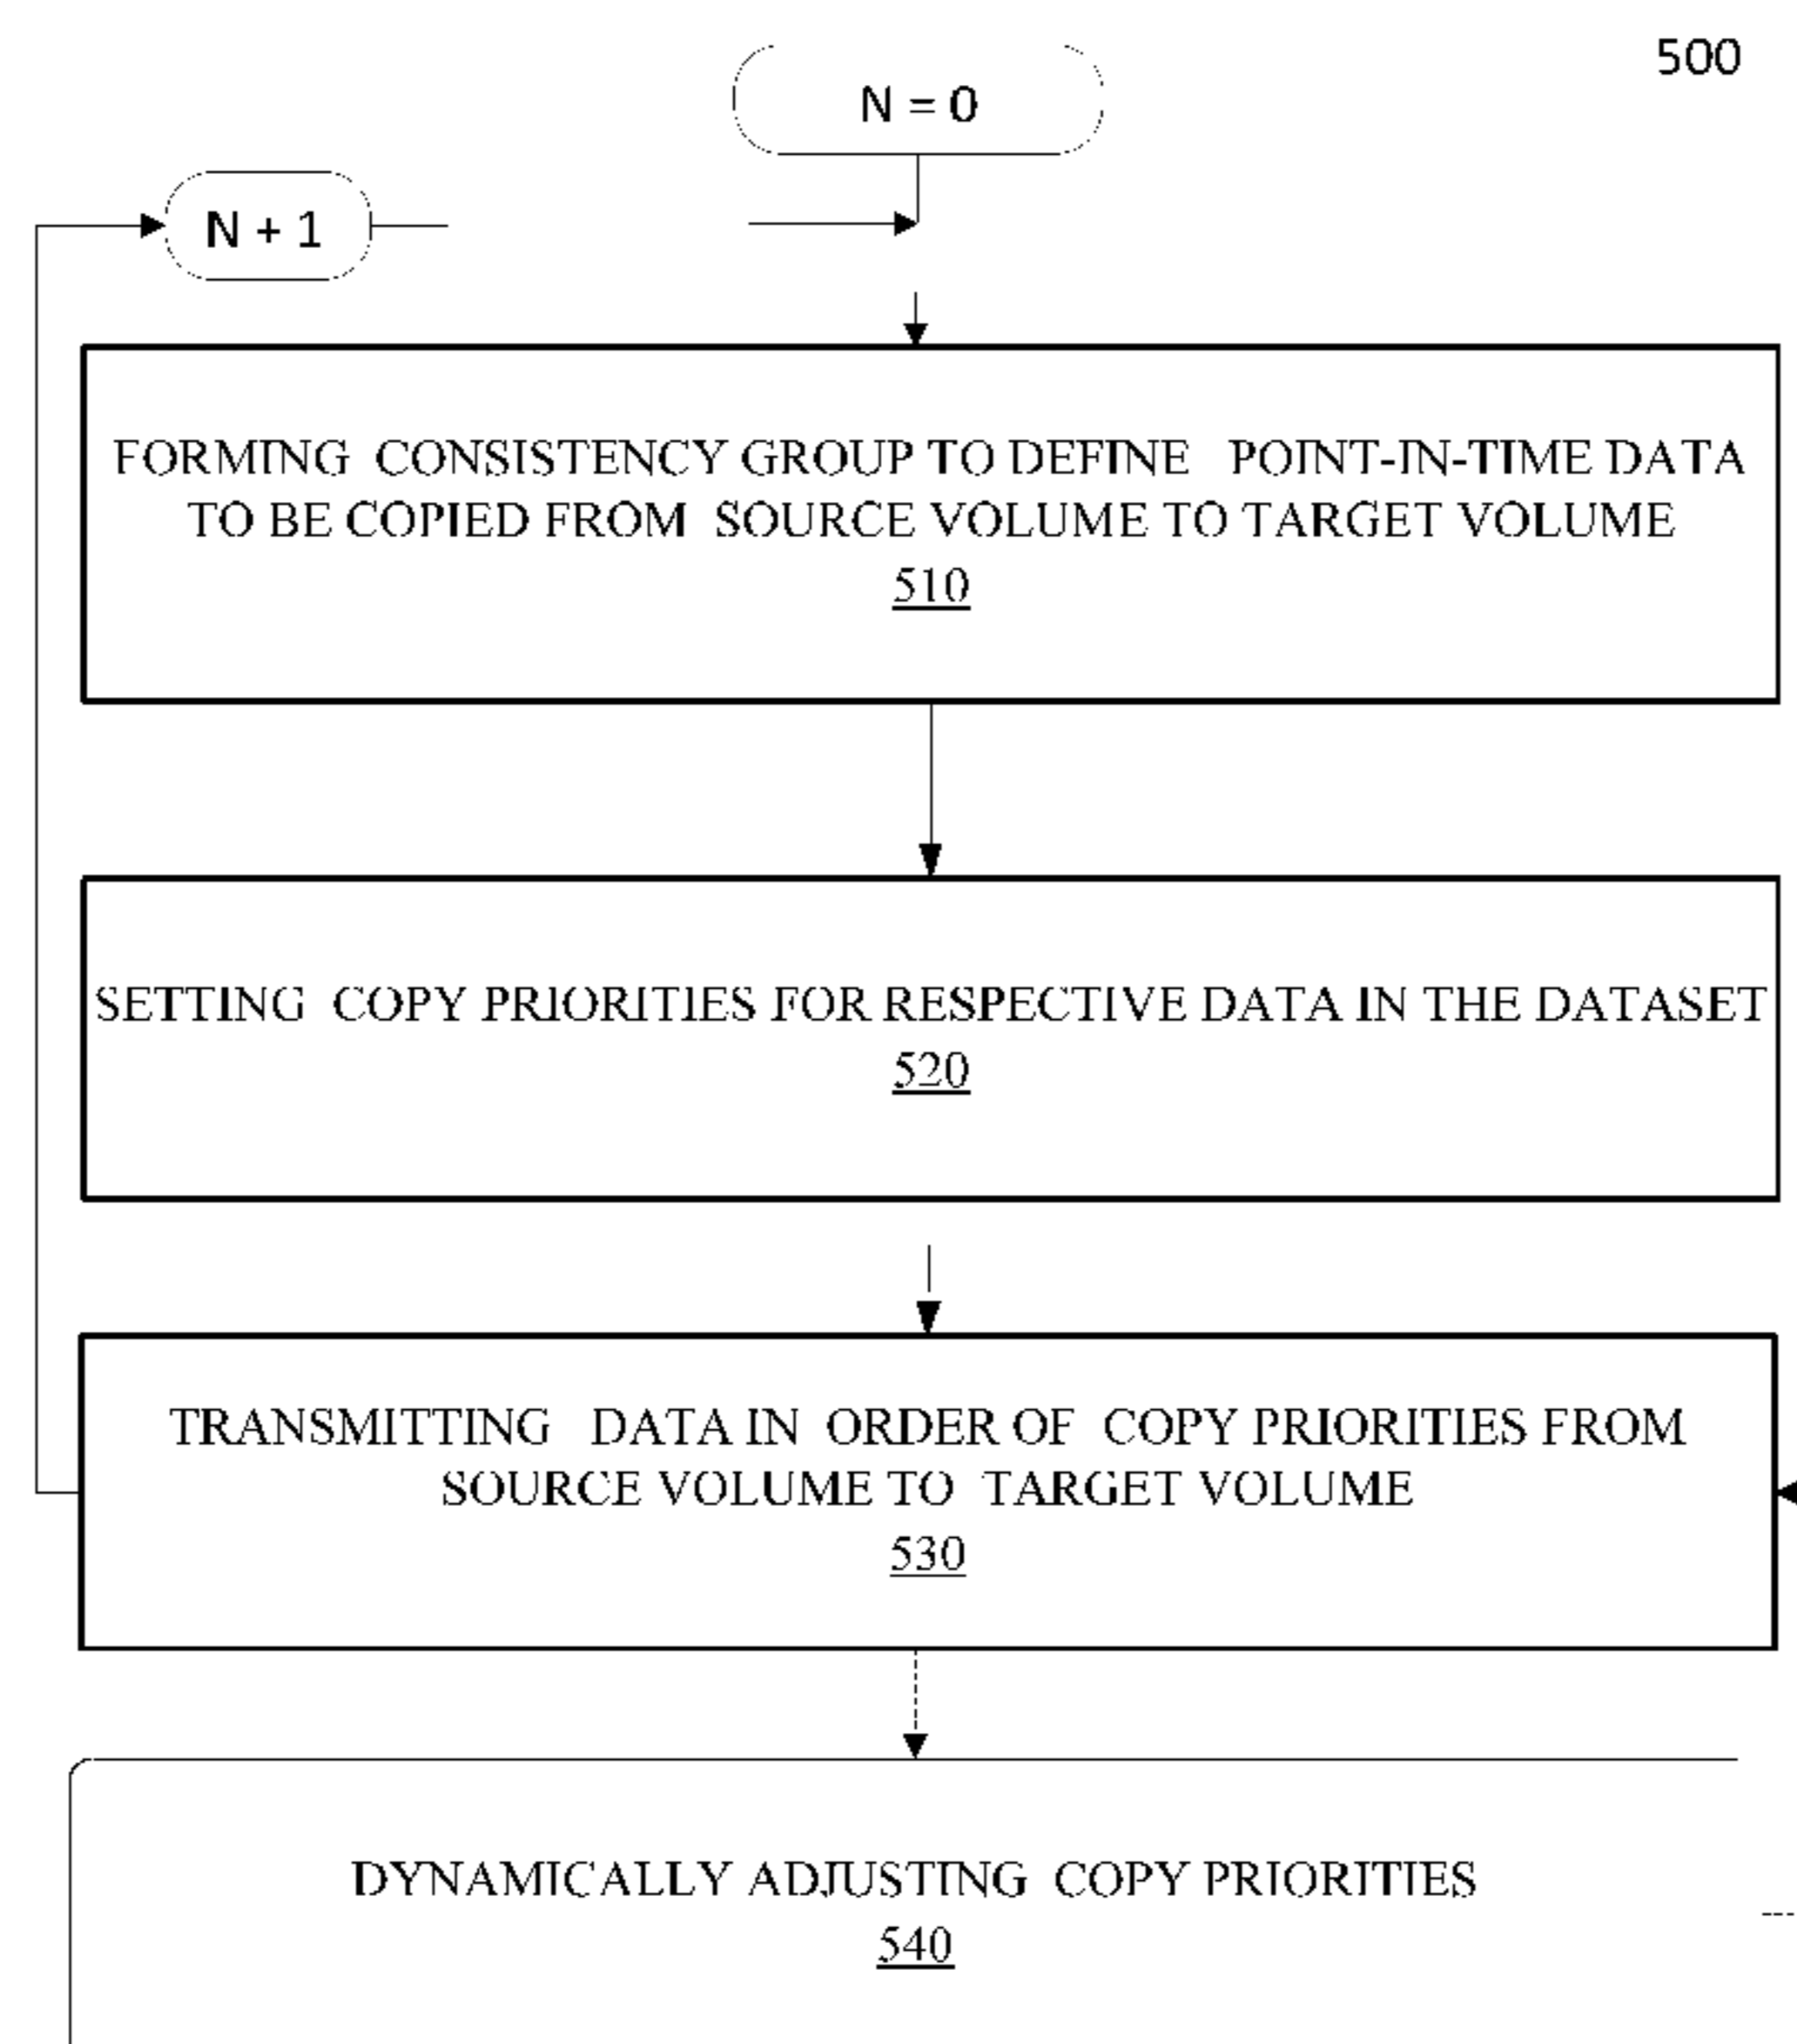 500
N = 0
N + 1
FORMING CONSISTENCY GROUP TO DEFINE POINT-IN-TIME DATA
TO BE COPIED FROM SOURCE VOLUME TO TARGET VOLUME
510
SETTING COPY PRIORITIES FOR RESPECTIVE DATA IN THE DATASET
520
TRANSMITTING DATA IN ORDER OF COPY PRIORITIES FROM
SOURCE VOLUME TO TARGET VOLUME
530
DYNAMICALLY ADJUSTING COPY PRIORITIES
540